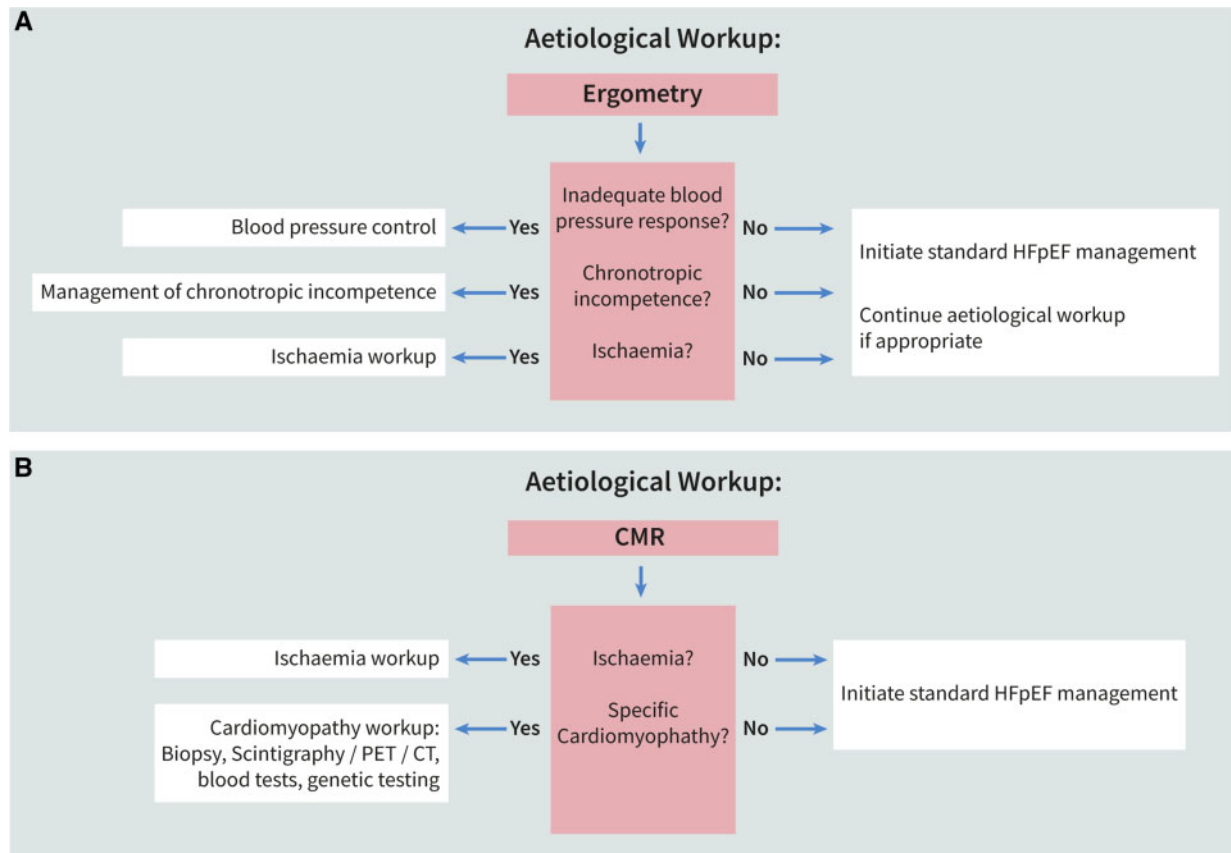 A
Aetiological Workup:
Ergometry
Inadequate blood
pressure response?
Blood pressure control
Yes
No
Initiate standard HFpEF management
Chronotropic
incompetence?
Management of chronotropic incompetence
Yes
No
Continue aetiological workup
if appropriate
Ischaemia?
Ischaemia workup
Yes
No
B
Aetiological Workup:
CMR
Ischaemia workup
Yes
Ischaemia?
No
Initiate standard HFpEF management
Specific
Cardiomyophathy?
Cardiomyopathy workup:
Biopsy, Scintigraphy / PET / CT,
blood tests, genetic testing
Yes
No